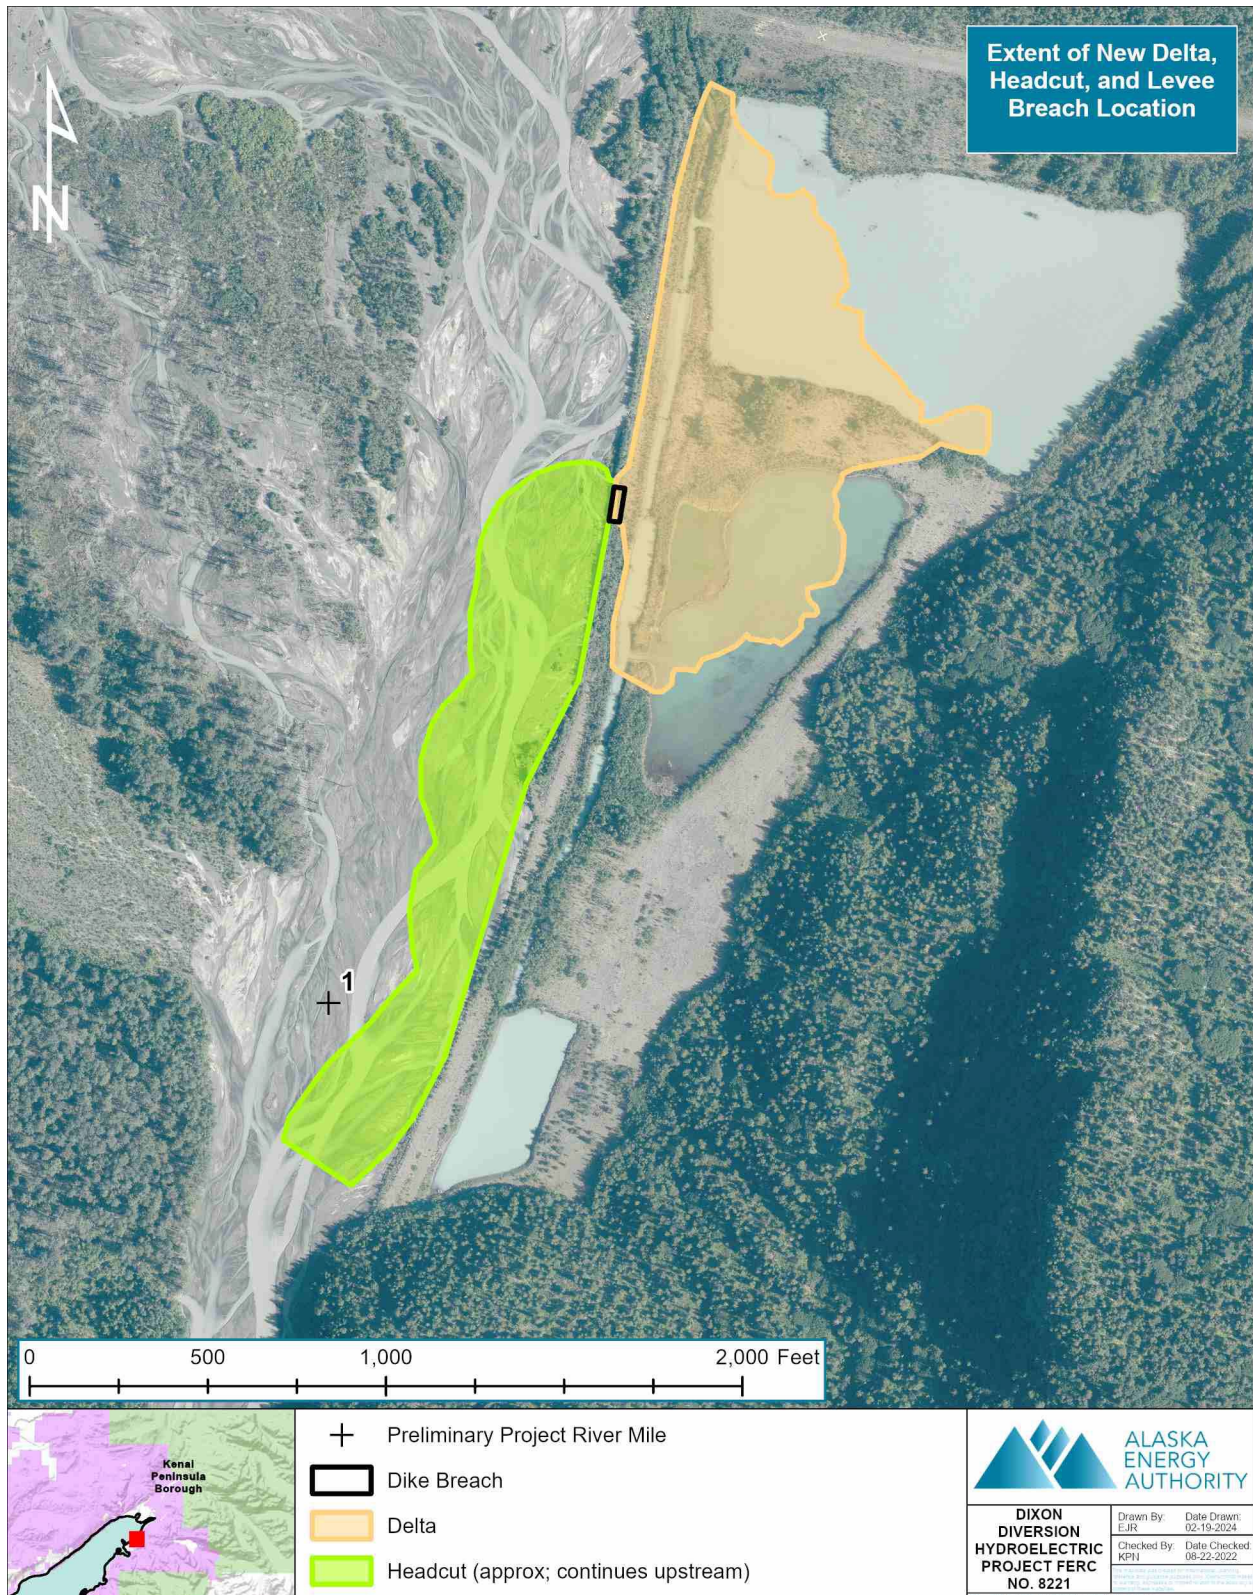 Extent of New Delta,
Headcut, and Levee
Breach Location
N
1
0 500 1,000 2,000 Feet
Kenai
Peninsula
Borough
Preliminary Project River Mile
Dike Breach
Delta
Headcut (approx; continues upstream)
ALASKA
ENERGY
AUTHORITY
DIXON
DIVERSION
HYDROELECTRIC
PROJECT FERC
NO. 8221
Drawn By: Date Drawn:
EJR 02-19-2024
Checked By: Date Checked:
KPN 08-22-2022